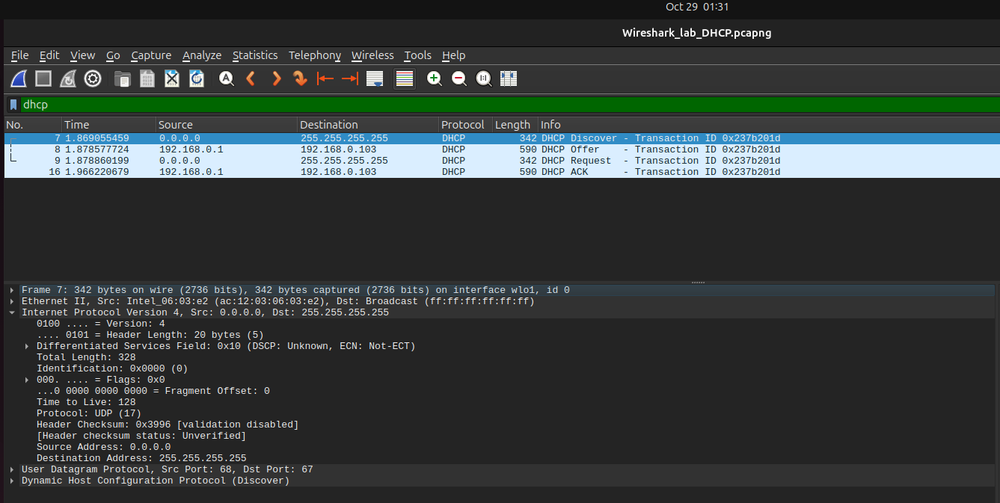 Oct 29 01:31
Wireshark_lab_DHCP.pcapng
File Edit View Go Capture Analyze Statistics Telephony Wireless Tools Help
dhcp
No. Time Source Destination Protocol Length Info
7 1.869055459 0.0.0.0 255.255.255.255 DHCP 342 DHCP Discover - Transaction ID 0x237b201d
8 1.878577724 192.168.0.1 192.168.0.103 DHCP 590 DHCP Offer - Transaction ID 0x237b201d
9 1.878860199 0.0.0.0 255.255.255.255 DHCP 342 DHCP Request - Transaction ID 0x237b201d
16 1.966220679 192.168.0.1 192.168.0.103 DHCP 590 DHCP ACK - Transaction ID 0x237b201d
Frame 7: 342 bytes on wire (2736 bits), 342 bytes captured (2736 bits) on interface wlo1, id 0
Ethernet II, Src: Intel_06:03:e2 (ac:12:03:06:03:e2), Dst: Broadcast (ff:ff:ff:ff:ff:ff)
Internet Protocol Version 4, Src: 0.0.0.0, Dst: 255.255.255.255
0100 .... = Version: 4
.... 0101 = Header Length: 20 bytes (5)
Differentiated Services Field: 0x10 (DSCP: Unknown, ECN: Not-ECT)
Total Length: 328
Identification: 0x0000 (0)
000. .... = Flags: 0x0
...0 0000 0000 0000 = Fragment Offset: 0
Time to Live: 128
Protocol: UDP (17)
Header Checksum: 0x3996 [validation disabled]
[Header checksum status: Unverified]
Source Address: 0.0.0.0
Destination Address: 255.255.255.255
User Datagram Protocol, Src Port: 68, Dst Port: 67
Dynamic Host Configuration Protocol (Discover)